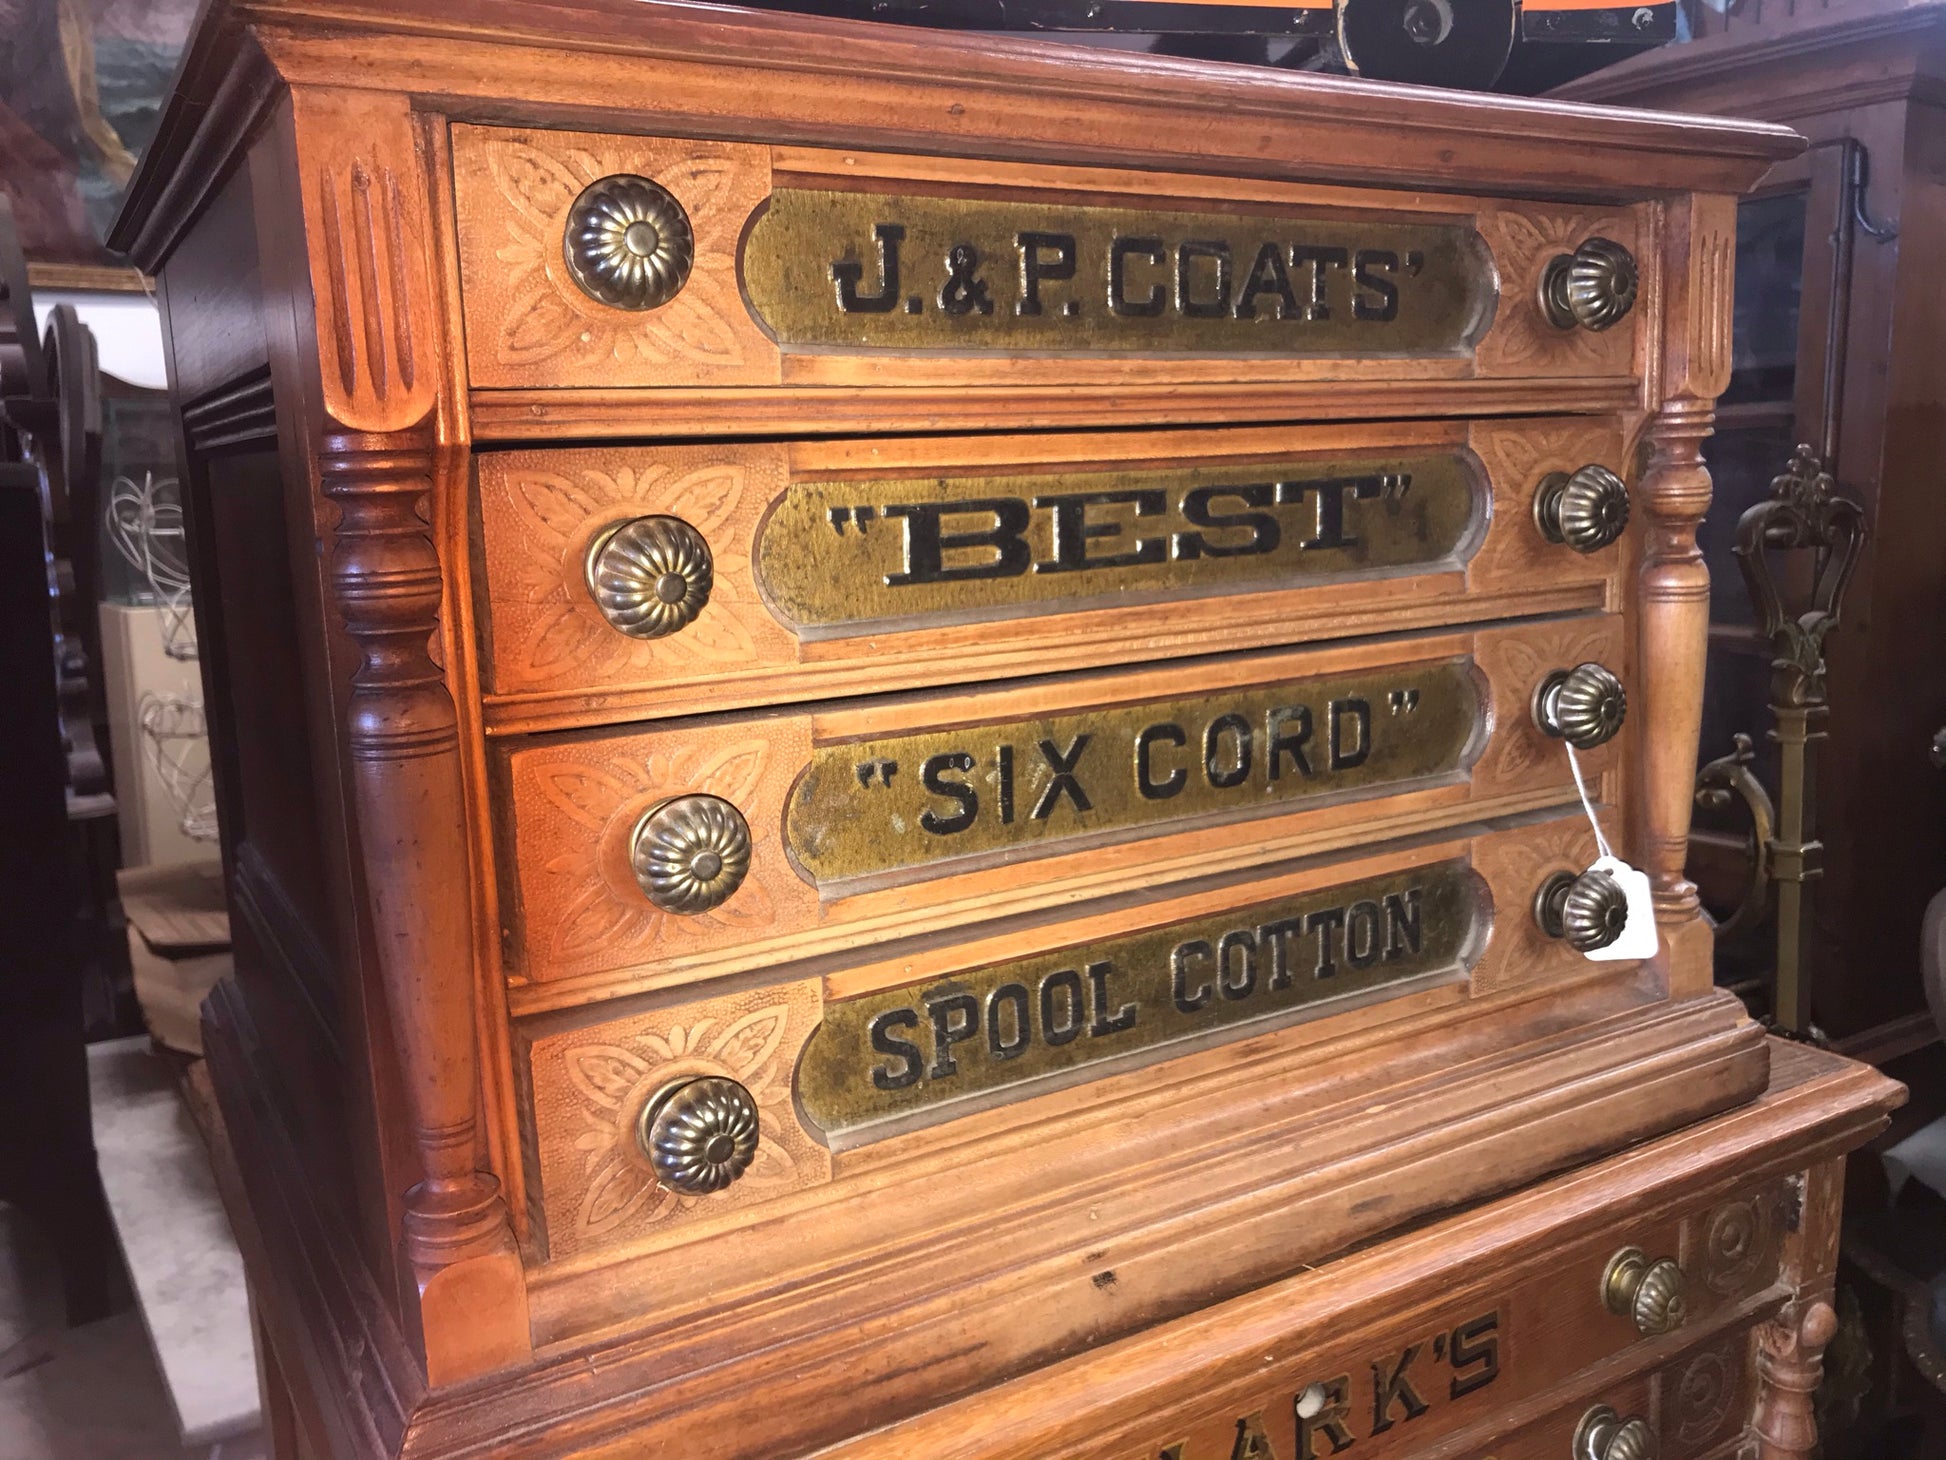 J. & P. COATS'
"BEST"
"SIX CORD"
SPOOL COTTON